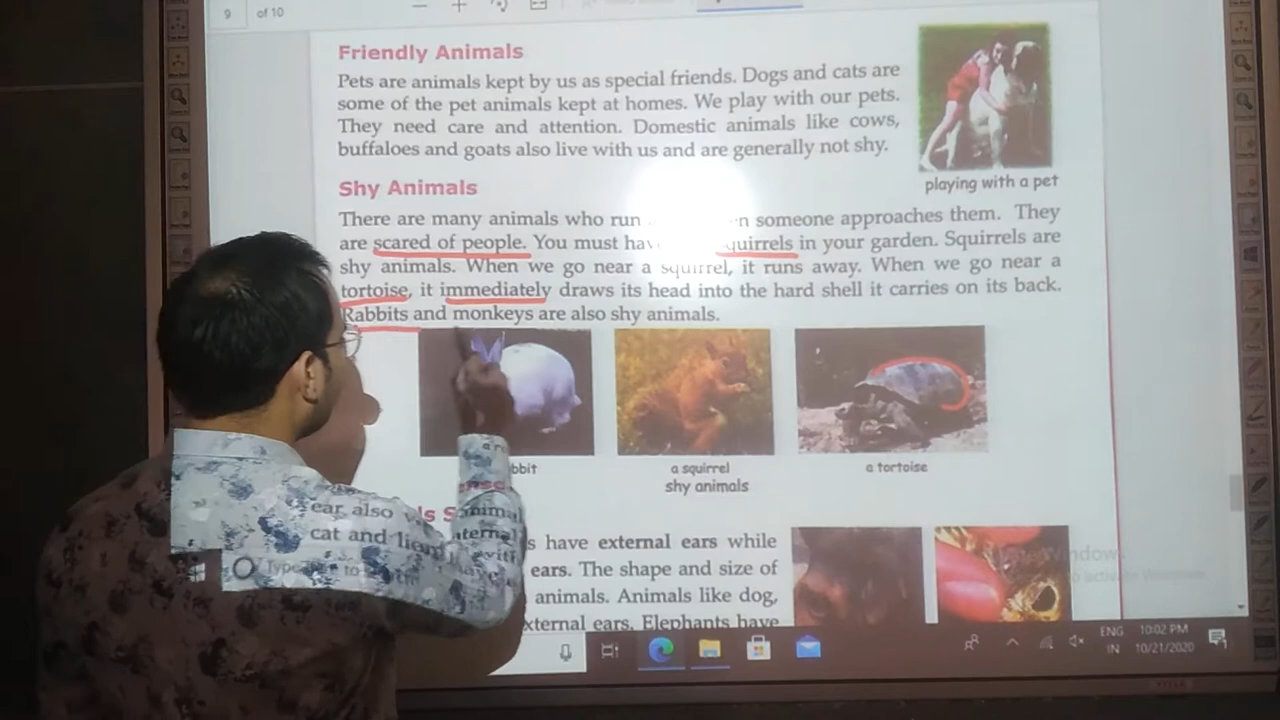 9 of 10
Friendly Animals
Pets are animals kept by us as special friends. Dogs and cats are
some of the pet animals kept at homes. We play with our pets.
They need care and attention. Domestic animals like cows,
buffaloes and goats also live with us and are generally not shy.
playing with a pet
Shy Animals
There are many animals who run n someone approaches them. They
are scared of people. You must hav quirrels in your garden. Squirrels are
shy animals. When we go near a squirrel, it runs away. When we go near a
tortoise, it immediately draws its head into the hard shell it carries on its back.
Rabbits and monkeys are also shy animals.
bbit
a squirrel
a tortoise
shy animals
ls S
s have external ears while
ears. The shape and size of
animals. Animals like dog,
xternal ears. Elephants have
ear also
cat and
ENG
IN
10:02 PM
10/21/2020